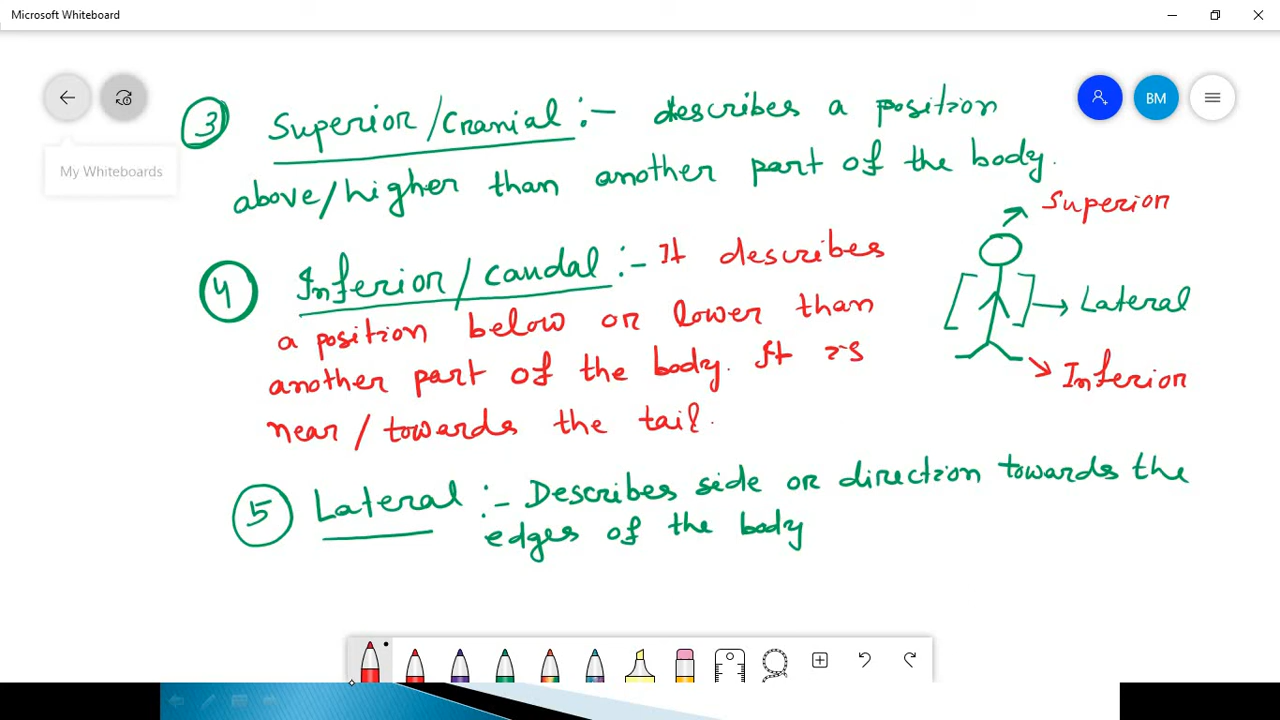 Microsoft Whiteboard
BM
My Whiteboards
3 Superior/Cranial :- describes a position
above/higher than another part of the body.
Superior
Lateral
Inferior
4 Inferior/caudal :- It describes
a position below or lower than
another part of the body. It is
near/towards the tail.
5 Lateral :- Describes side or direction towards the
edges of the body